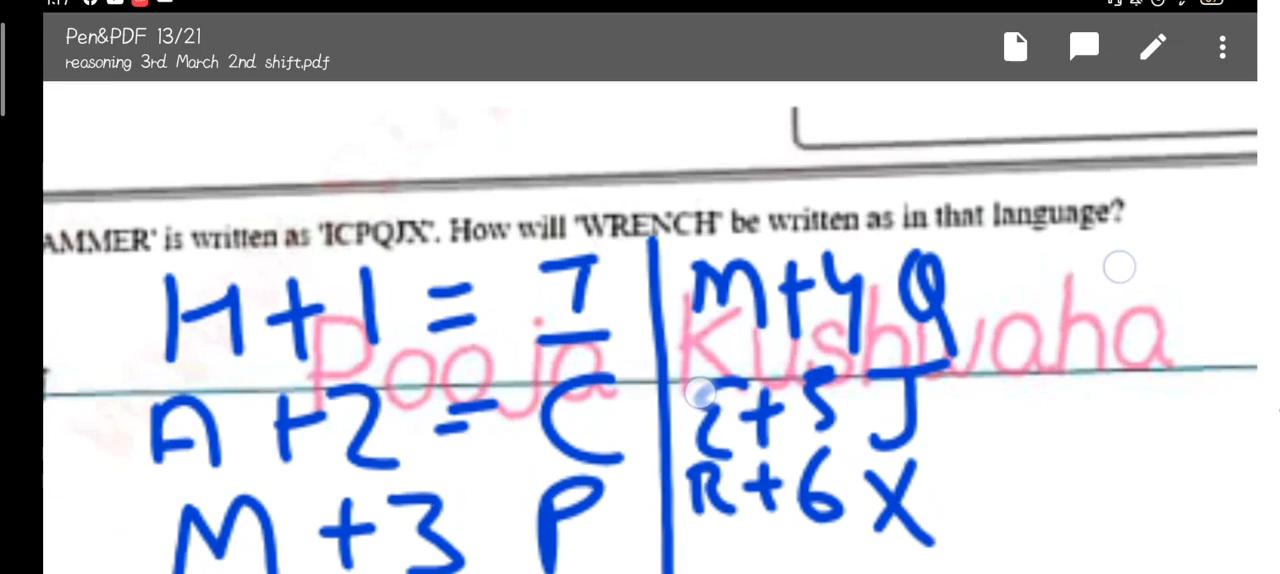 Pen&PDF 13/21
reasoning 3rd March 2nd shift.pdf
AMMER' is written as 'ICPQJX'. How will 'WRENCH' be written as in that language?
H+1 = I
A +2 = C
M +3 P
M+4 Q
E+5 J
R+6 X
Pooja Kushwaha